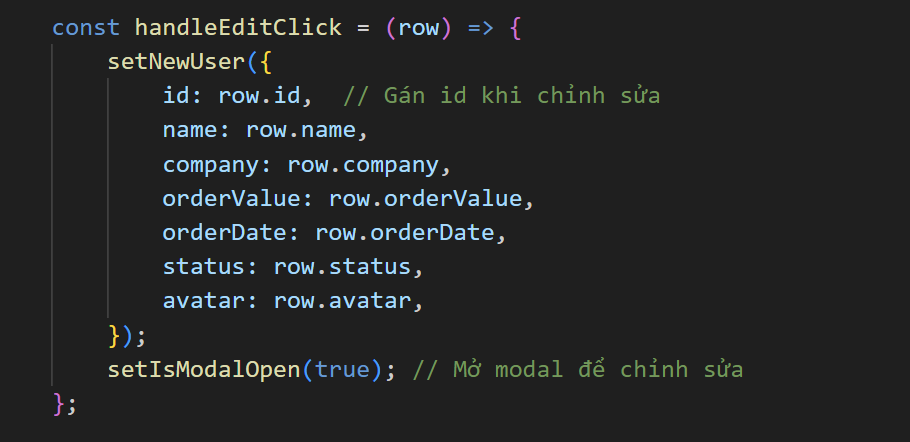 const handleEditClick = (row) => {
    setNewUser({
        id: row.id,  // Gán id khi chỉnh sửa
        name: row.name,
        company: row.company,
        orderValue: row.orderValue,
        orderDate: row.orderDate,
        status: row.status,
        avatar: row.avatar,
    });
    setIsModalOpen(true); // Mở modal để chỉnh sửa
};